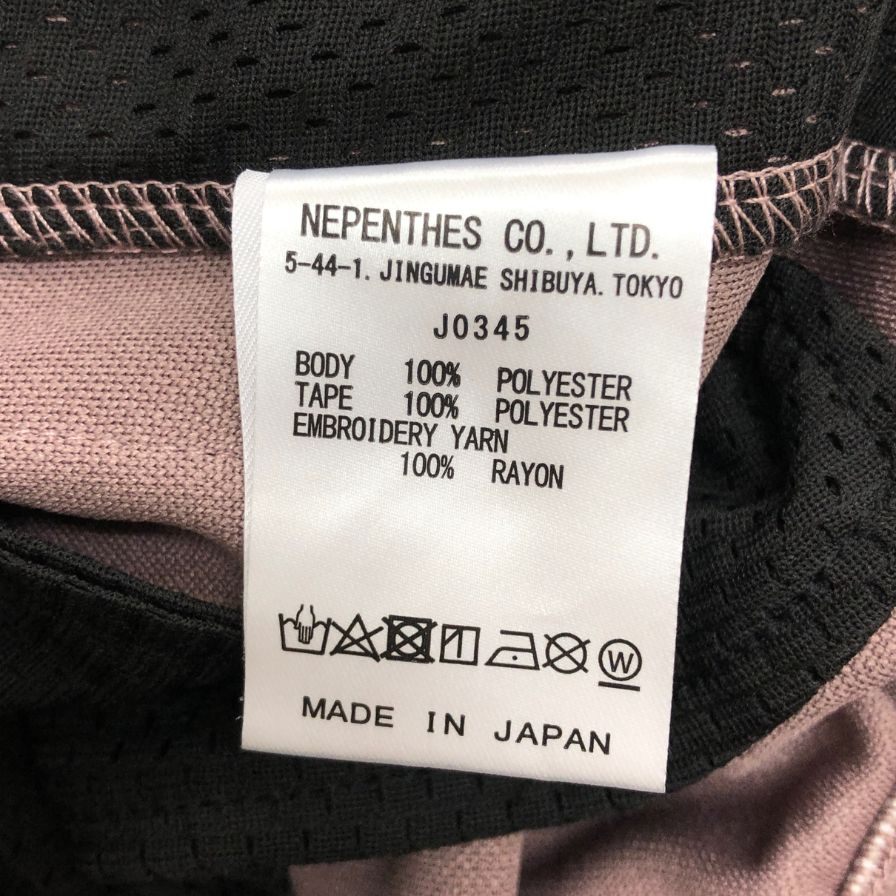 NEPENTHES CO.,LTD.
5-44-1. JINGUMAE SHIBUYA. TOKYO
J0345
BODY 100% POLYESTER
TAPE 100% POLYESTER
EMBROIDERY YARN
100% RAYON
W
MADE IN JAPAN